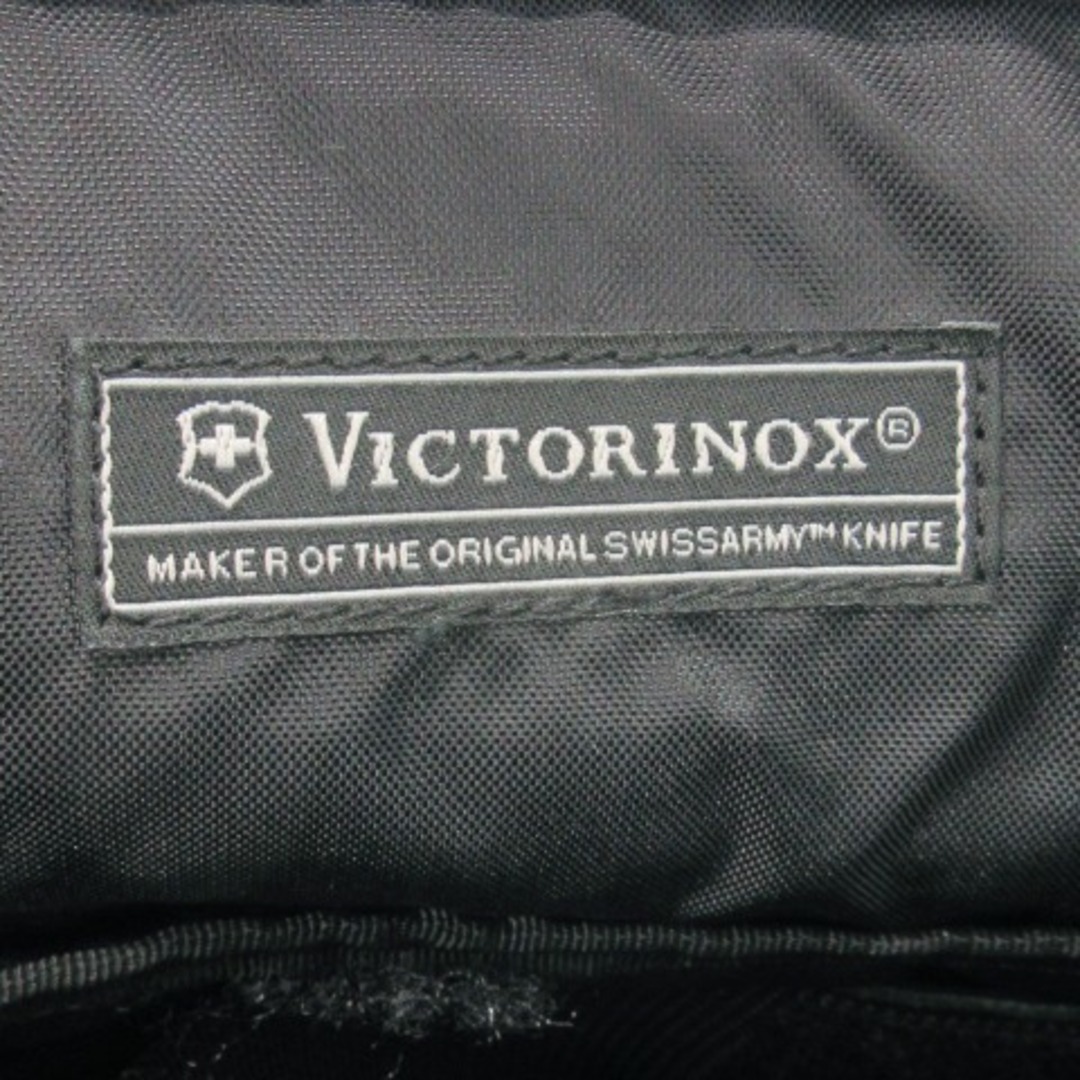 VICTORINOX®
MAKER OF THE ORIGINAL SWISSARMY™ KNIFE